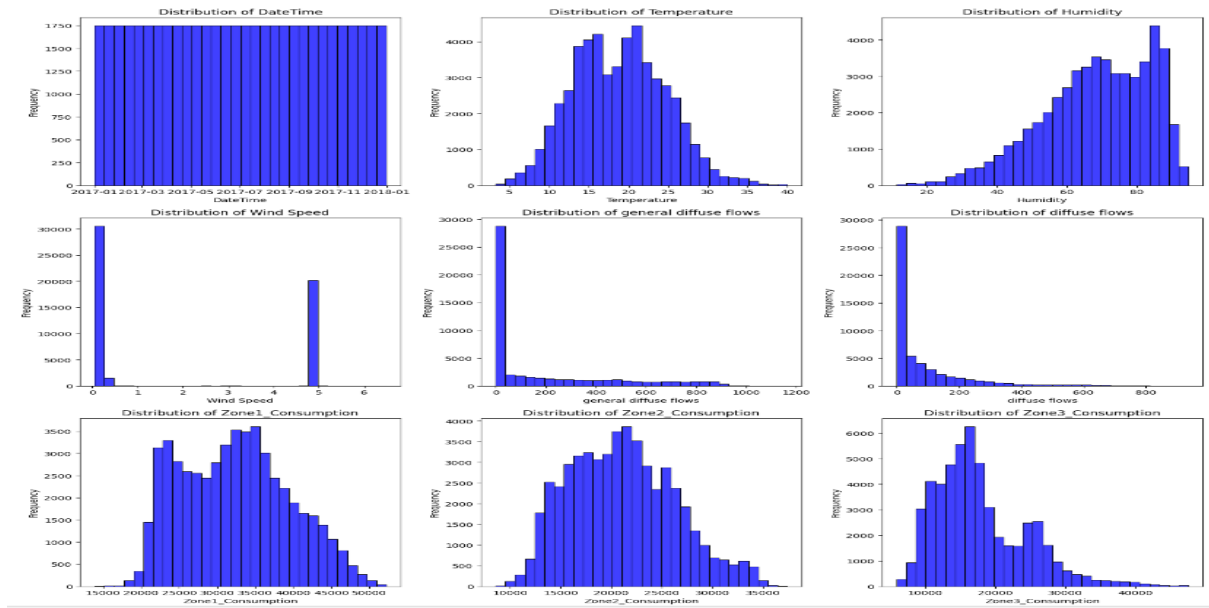 Distribution of DateTime
1750
1500
1250
1000
750
500
250
0
Frequency
2017-01 2017-03 2017-05 2017-07 2017-09 2017-11 2018-01
DateTime
Distribution of Temperature
4000
3000
2000
1000
0
Frequency
5 10 15 20 25 30 35 40
Temperature
Distribution of Humidity
4000
3000
2000
1000
0
Frequency
20 40 60 80
Humidity
Distribution of Wind Speed
30000
25000
20000
15000
10000
5000
0
Frequency
0 1 2 3 4 5 6
Wind Speed
Distribution of general diffuse flows
30000
25000
20000
15000
10000
5000
0
Frequency
0 200 400 600 800 1000 1200
general diffuse flows
Distribution of diffuse flows
30000
25000
20000
15000
10000
5000
0
Frequency
0 200 400 600 800
diffuse flows
Distribution of Zone1_Consumption
3500
3000
2500
2000
1500
1000
500
0
Frequency
15000 20000 25000 30000 35000 40000 45000 50000
Zone1_Consumption
Distribution of Zone2_Consumption
4000
3500
3000
2500
2000
1500
1000
500
0
Frequency
10000 15000 20000 25000 30000 35000
Zone2_Consumption
Distribution of Zone3_Consumption
6000
5000
4000
3000
2000
1000
0
Frequency
10000 20000 30000 40000
Zone3_Consumption